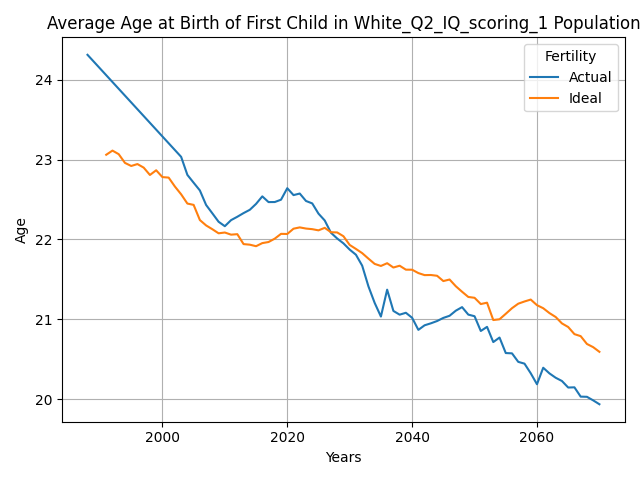 Average Age at Birth of First Child in White_Q2_IQ_scoring_1 Population
Fertility
Actual
Ideal
24
23
22
21
20
Age
2000
2020
2040
2060
Years